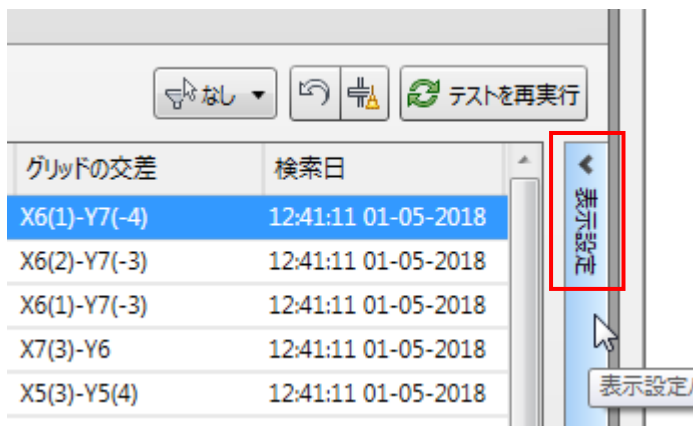 なし
テストを再実行
グリッドの交差 検索日
X6(1)-Y7(-4) 12:41:11 01-05-2018
X6(2)-Y7(-3) 12:41:11 01-05-2018
X6(1)-Y7(-3) 12:41:11 01-05-2018
X7(3)-Y6 12:41:11 01-05-2018
X5(3)-Y5(4) 12:41:11 01-05-2018
表示設定
表示設定